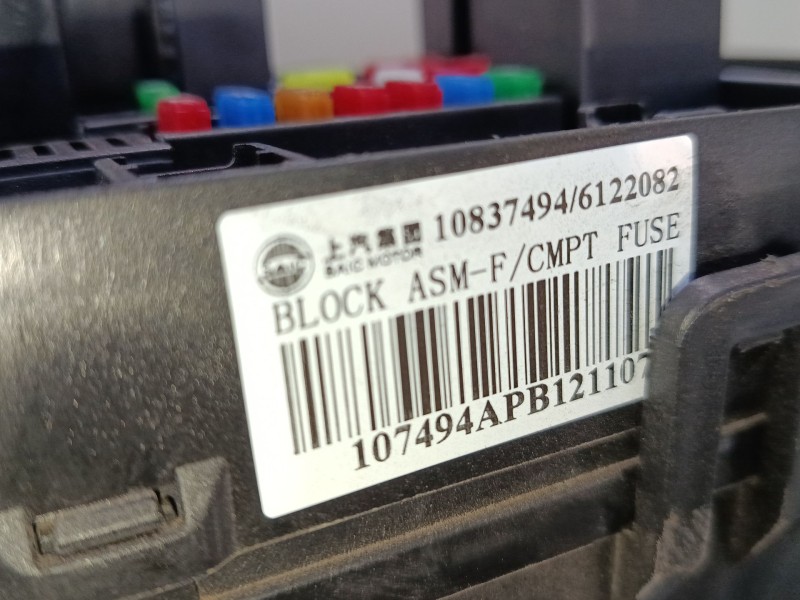 上汽集团 10837494/6122082
SAIC MOTOR
BLOCK ASM-F/CMPT FUSE
107494APB121107